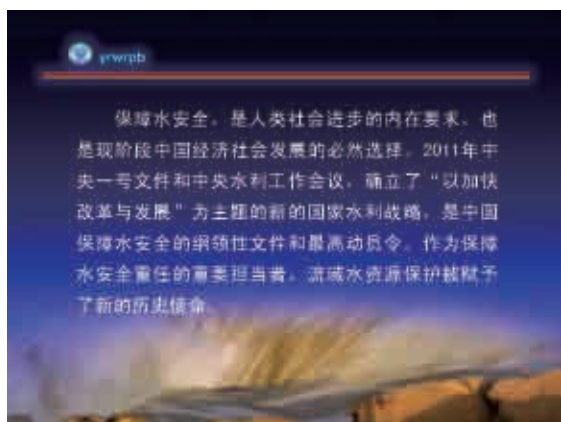 yrwrpb
保障水安全，是人类社会进步的内在要求、也
是现阶段中国经济社会发展的必然选择。2011年中
央一号文件和中央水利工作会议，确立了“以加快
改革与发展”为主题的新的国家水利战略，是中国
保障水安全的纲领性文件和最高动员令。作为保障
水安全重任的重要担当者，流域水资源保护被赋予
了新的历史使命